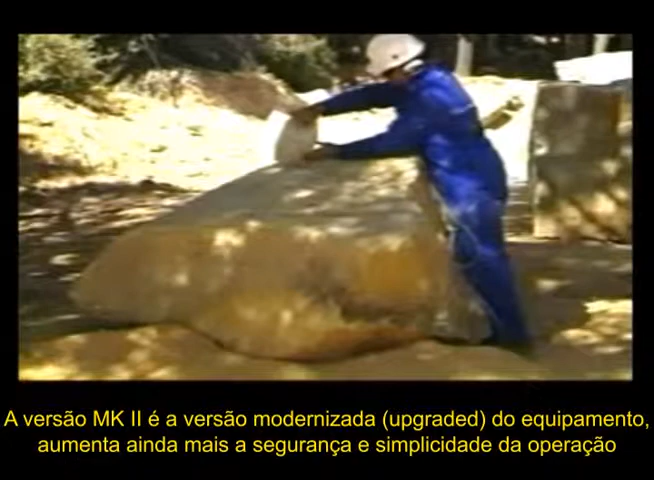 A versão MK II é a versão modernizada (upgraded) do equipamento,
aumenta ainda mais a segurança e simplicidade da operação